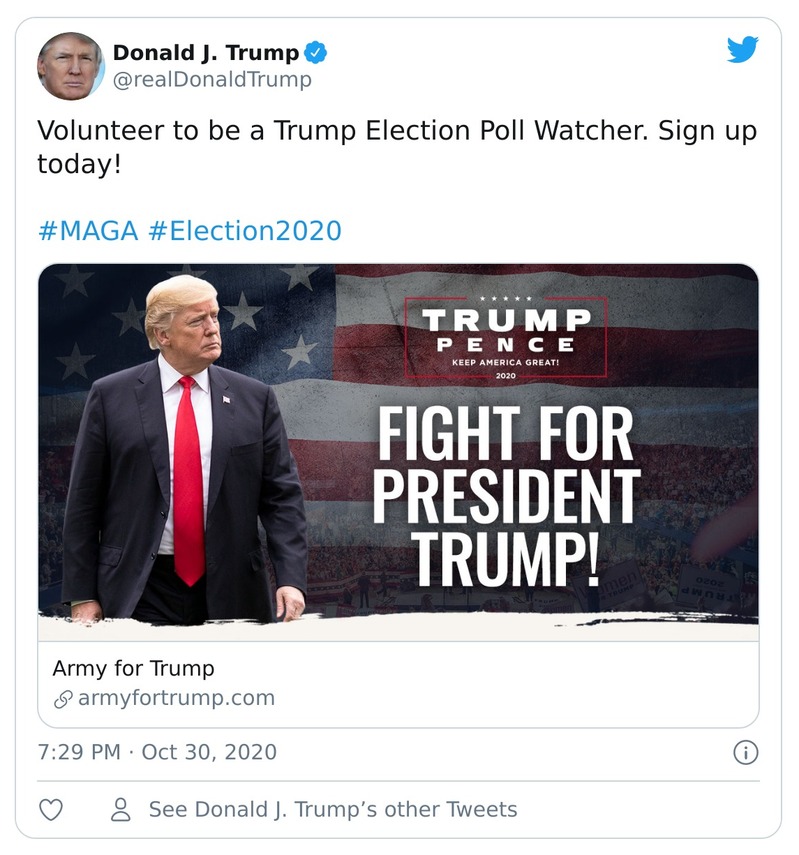 Donald J. Trump
@realDonaldTrump
Volunteer to be a Trump Election Poll Watcher. Sign up
today!
#MAGA #Election2020
TRUMP
PENCE
KEEP AMERICA GREAT!
2020
FIGHT FOR
PRESIDENT
TRUMP!
Army for Trump
armyfortrump.com
7:29 PM · Oct 30, 2020
See Donald J. Trump’s other Tweets